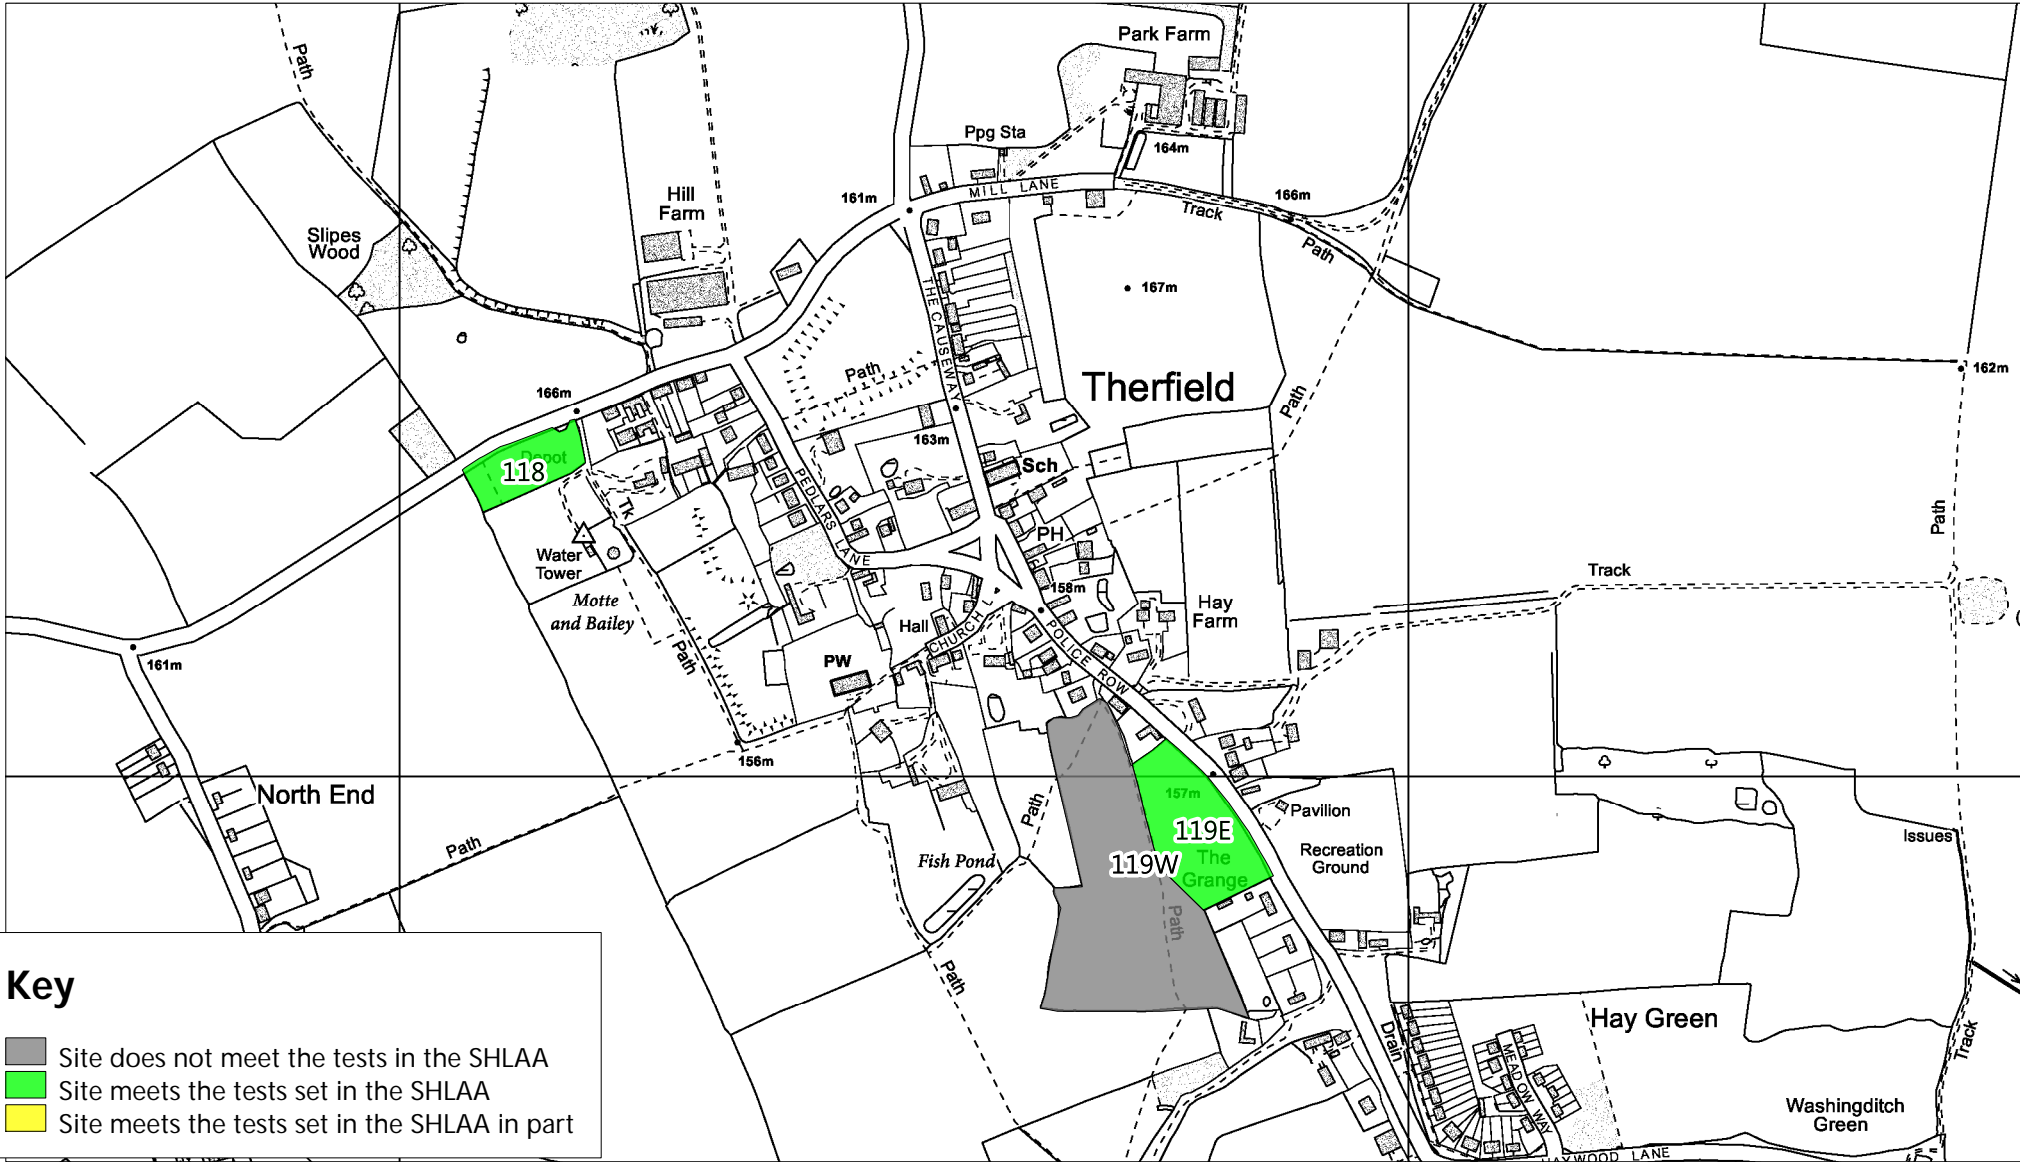 Path
Park Farm
Ppg Sta
164m
Hill
Farm
161m
MILL LANE
166m
Track
Path
Slipes
Wood
THE CAUSEWAY
167m
Path
Therfield
162m
166m
Path
163m
Depot
118
Sch
PEDLARS LANE
Tk
PH
Path
Water
Tower
Track
158m
Motte
and Bailey
Hay
Farm
Hall
CHURCH L
POLICE ROW
161m
PW
Path
156m
157m
North End
Path
Pavilion
119E
The
Grange
119W
Path
Recreation
Ground
Issues
Fish Pond
Path
Path
Key
Site does not meet the tests in the SHLAA
Site meets the tests set in the SHLAA
Site meets the tests set in the SHLAA in part
Drain
Hay Green
MEADOW WAY
Track
Washingditch
Green
HAYWOOD LANE